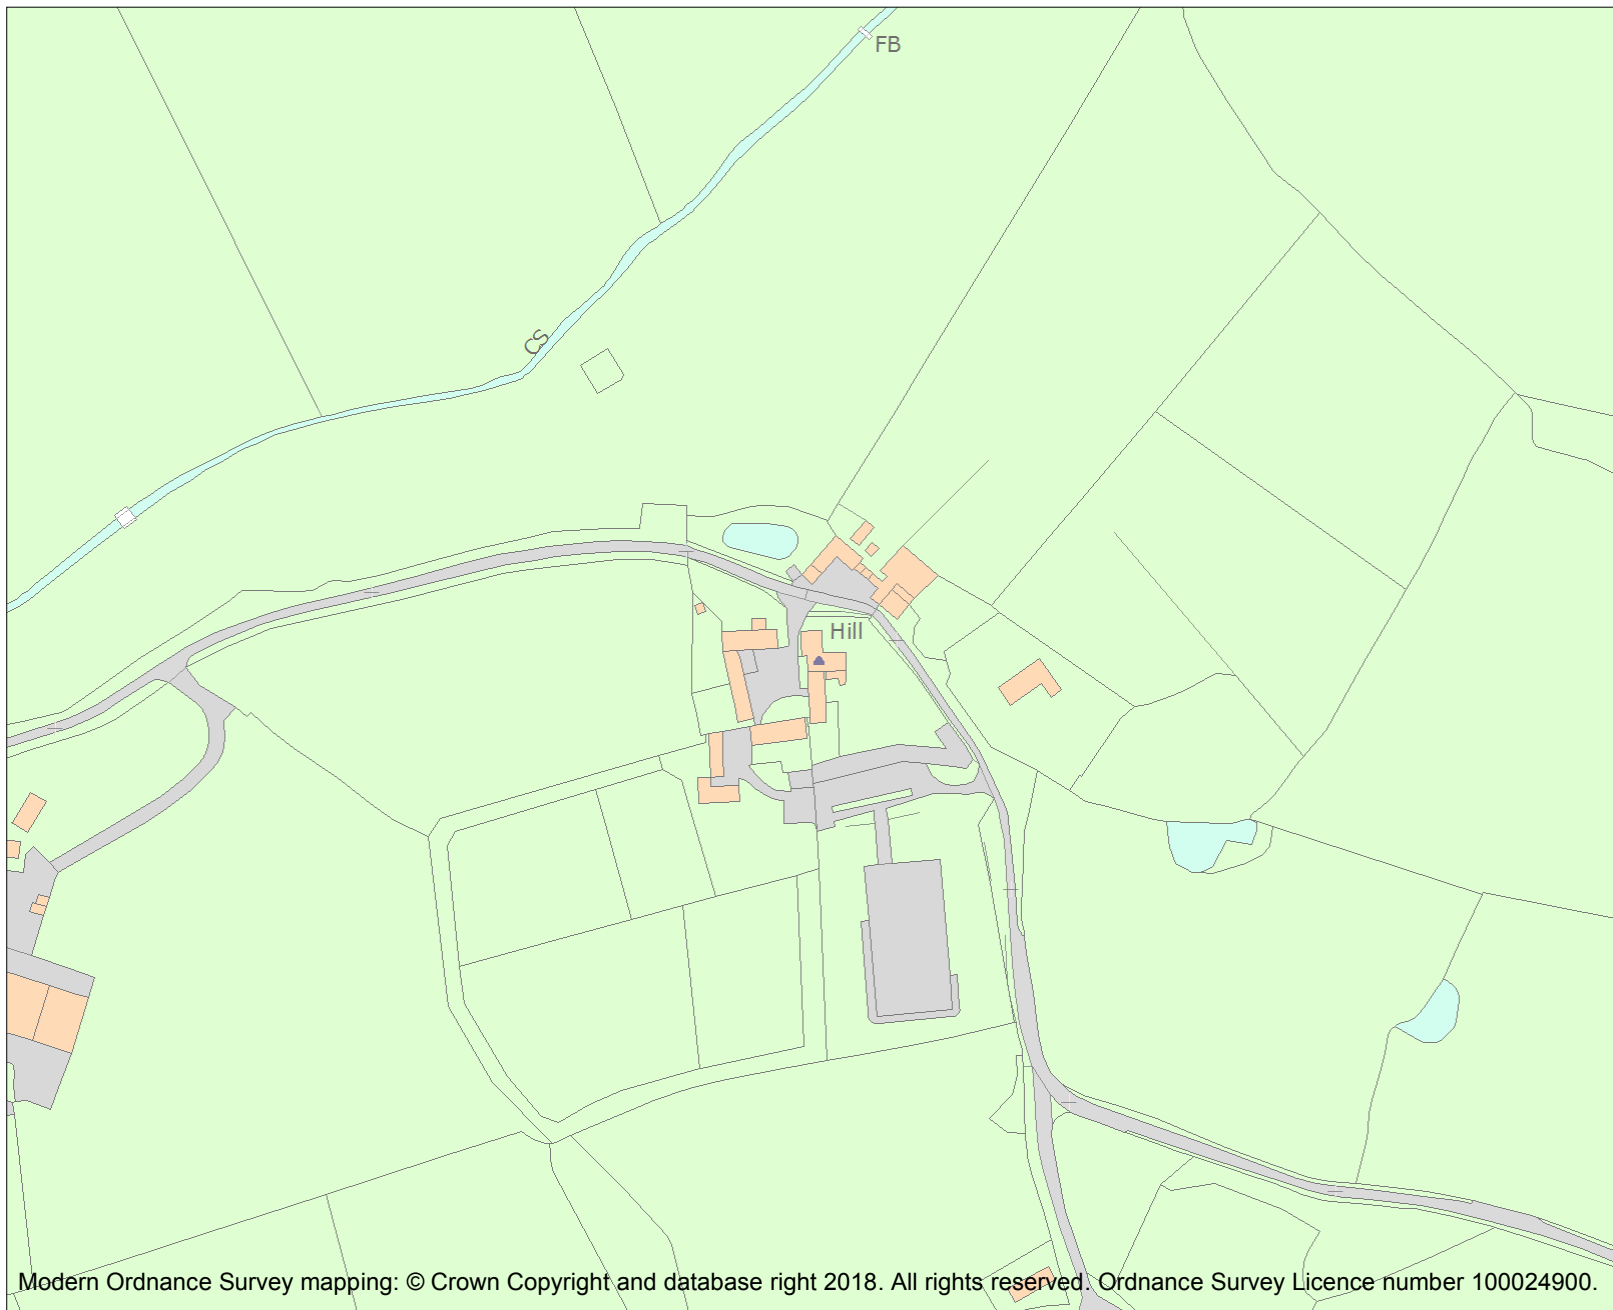 FB
CS
Hill
Modern Ordnance Survey mapping: © Crown Copyright and database right 2018. All rights reserved. Ordnance Survey Licence number 100024900.